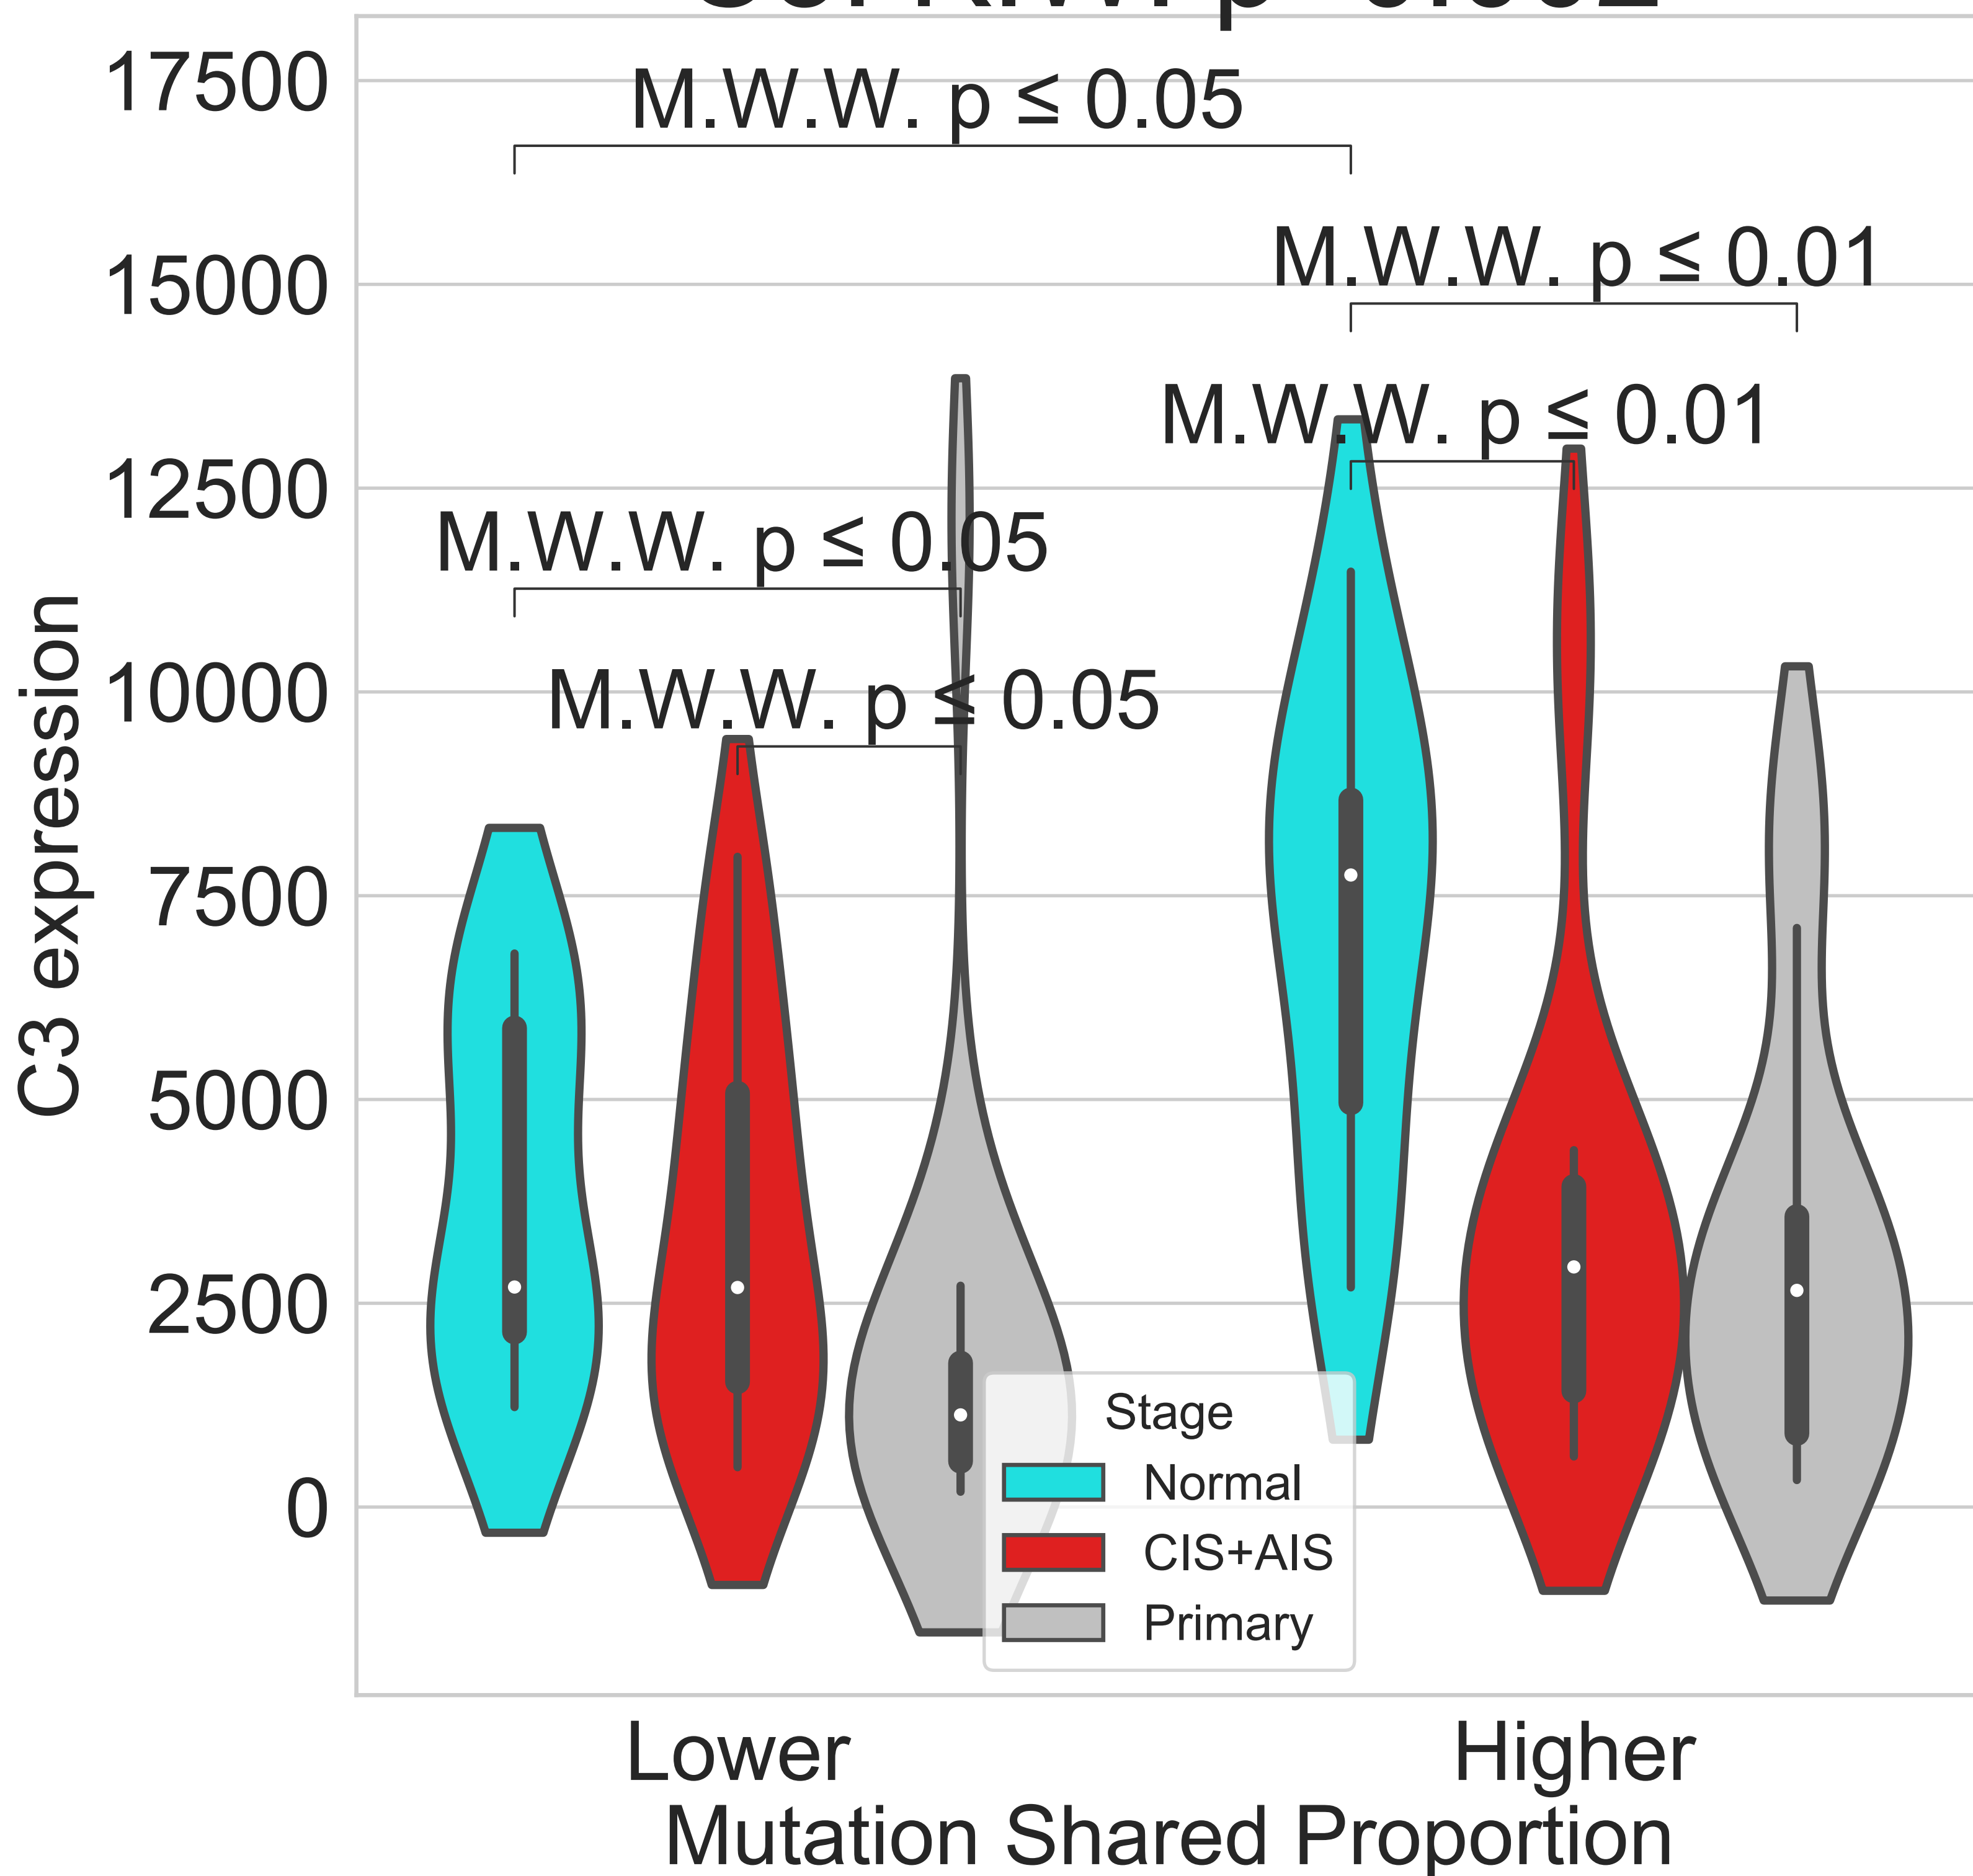 17500
15000
12500
10000
7500
5000
2500
0
C3 expression
M.W.W. p ≤ 0.05
M.W.W. p ≤ 0.01
M.W.W. p ≤ 0.01
M.W.W. p ≤ 0.05
M.W.W. p ≤ 0.05
Stage
Normal
CIS+AIS
Primary
Lower
Higher
Mutation Shared Proportion